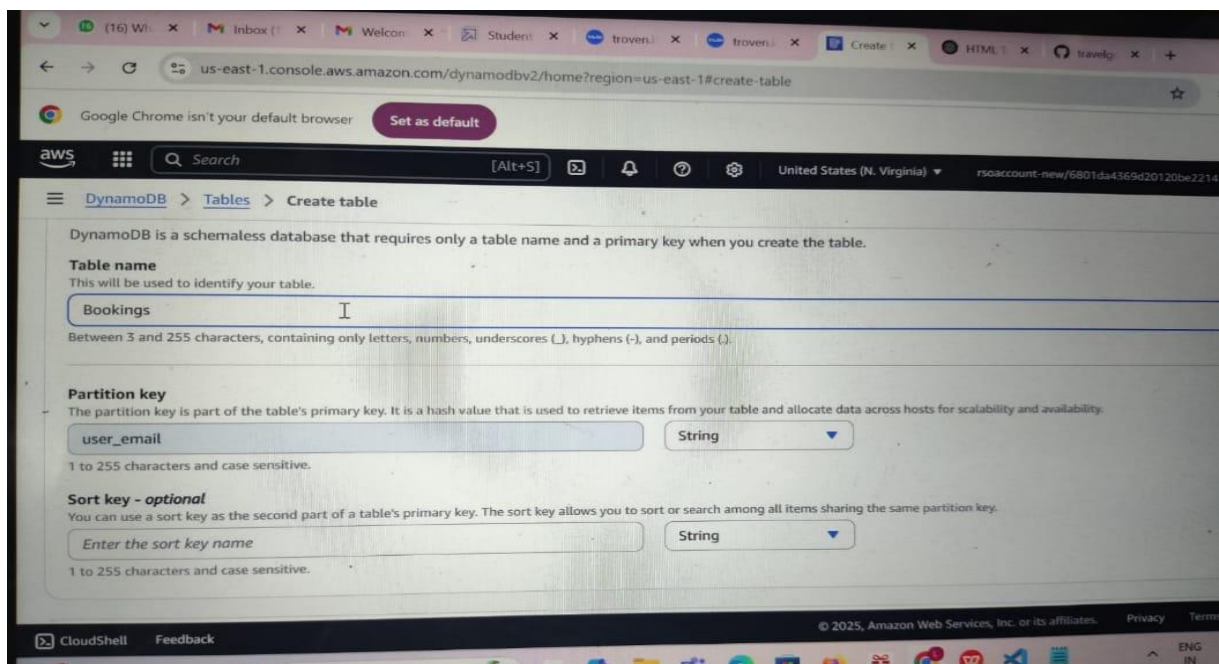 (16) Wh
Inbox (
Welcom
Student
troven.
troven.
Create
HTML
travelg
us-east-1.console.aws.amazon.com/dynamodbv2/home?region=us-east-1#create-table
Google Chrome isn't your default browser
Set as default
aws
Search
[Alt+S]
United States (N. Virginia)
rsoaccount-new/6801da4369d20120be2214
DynamoDB > Tables > Create table
DynamoDB is a schemaless database that requires only a table name and a primary key when you create the table.
Table name
This will be used to identify your table.
Bookings
Between 3 and 255 characters, containing only letters, numbers, underscores (_), hyphens (-), and periods (.).
Partition key
The partition key is part of the table's primary key. It is a hash value that is used to retrieve items from your table and allocate data across hosts for scalability and availability.
user_email
String
1 to 255 characters and case sensitive.
Sort key - optional
You can use a sort key as the second part of a table's primary key. The sort key allows you to sort or search among all items sharing the same partition key.
Enter the sort key name
String
1 to 255 characters and case sensitive.
CloudShell Feedback
© 2025, Amazon Web Services, Inc. or its affiliates.
Privacy
Terms
ENG
IN